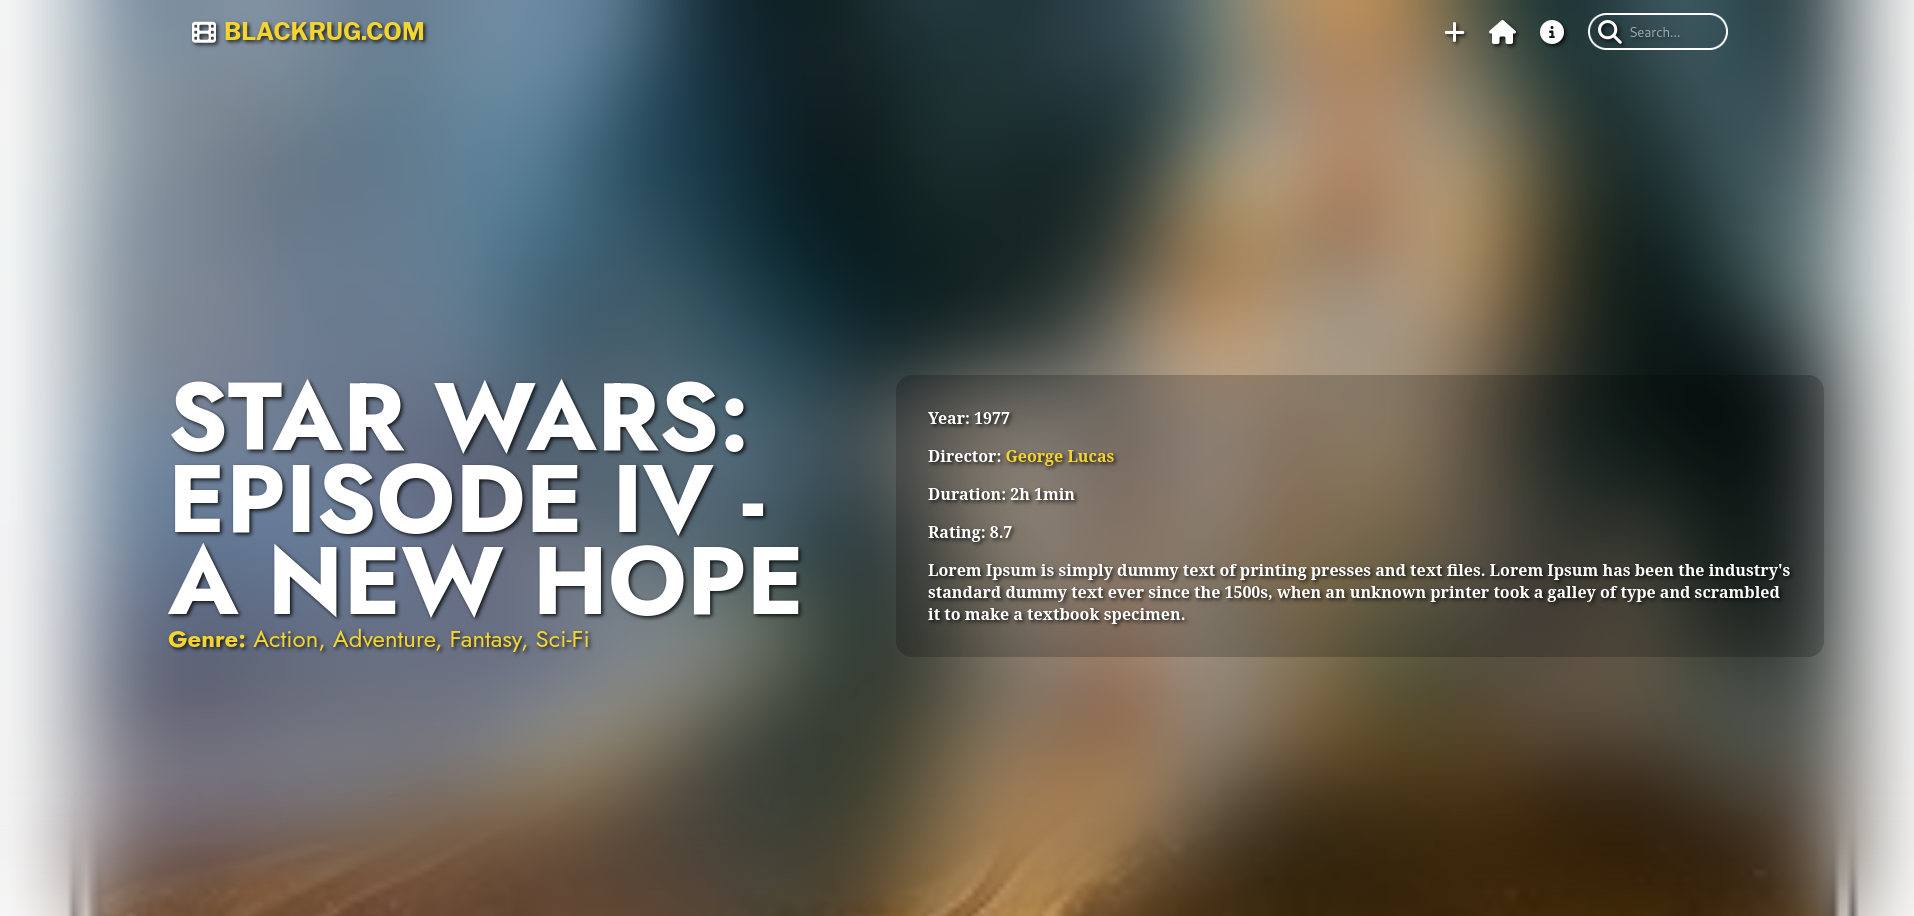 BLACKRUG.COM
Search...
STAR WARS:
EPISODE IV -
A NEW HOPE
Genre: Action, Adventure, Fantasy, Sci-Fi
Year: 1977
Director: George Lucas
Duration: 2h 1min
Rating: 8.7
Lorem Ipsum is simply dummy text of printing presses and text files. Lorem Ipsum has been the industry's
standard dummy text ever since the 1500s, when an unknown printer took a galley of type and scrambled
it to make a textbook specimen.